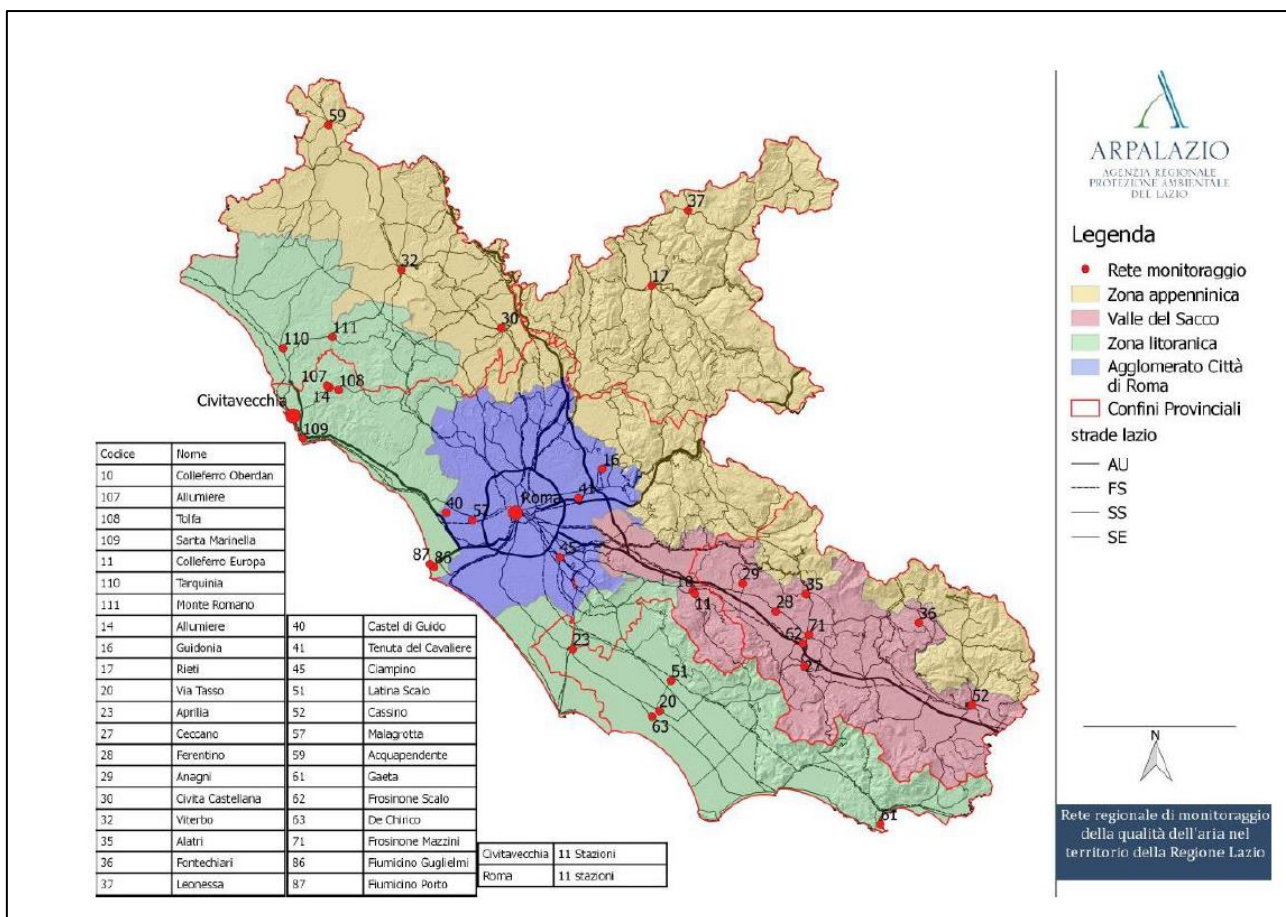 59
37
32
17
30
111
110
107
108
14
Civitavecchia
109
16
41
Roma
40
57
45
87
86
29
35
10
11
28
36
71
62
27
23
51
52
20
63
61
ARPALAZIO
AGENZIA REGIONALE
PROTEZIONE AMBIENTALE
DEL LAZIO
Legenda
Rete monitoraggio
Zona appenninica
Valle del Sacco
Zona litoranica
Agglomerato Città
di Roma
Confini Provinciali
strade lazio
AU
FS
SS
SE
N
Rete regionale di monitoraggio
della qualità dell'aria nel
territorio della Regione Lazio
Codice Nome
10 Colleferro Oberdan
107 Allumiere
108 Tolfa
109 Santa Marinella
11 Colleferro Europa
110 Tarquinia
111 Monte Romano
14 Allumiere
16 Guidonia
17 Rieti
20 Via Tasso
23 Aprilia
27 Ceccano
28 Ferentino
29 Anagni
30 Civita Castellana
32 Viterbo
35 Alatri
36 Fontechiari
37 Leonessa
40 Castel di Guido
41 Tenuta del Cavaliere
45 Ciampino
51 Latina Scalo
52 Cassino
57 Malagrotta
59 Acquapendente
61 Gaeta
62 Frosinone Scalo
63 De Chirico
71 Frosinone Mazzini
86 Fiumicino Guglielmi
87 Fiumicino Porto
Civitavecchia 11 Stazioni
Roma 11 stazioni